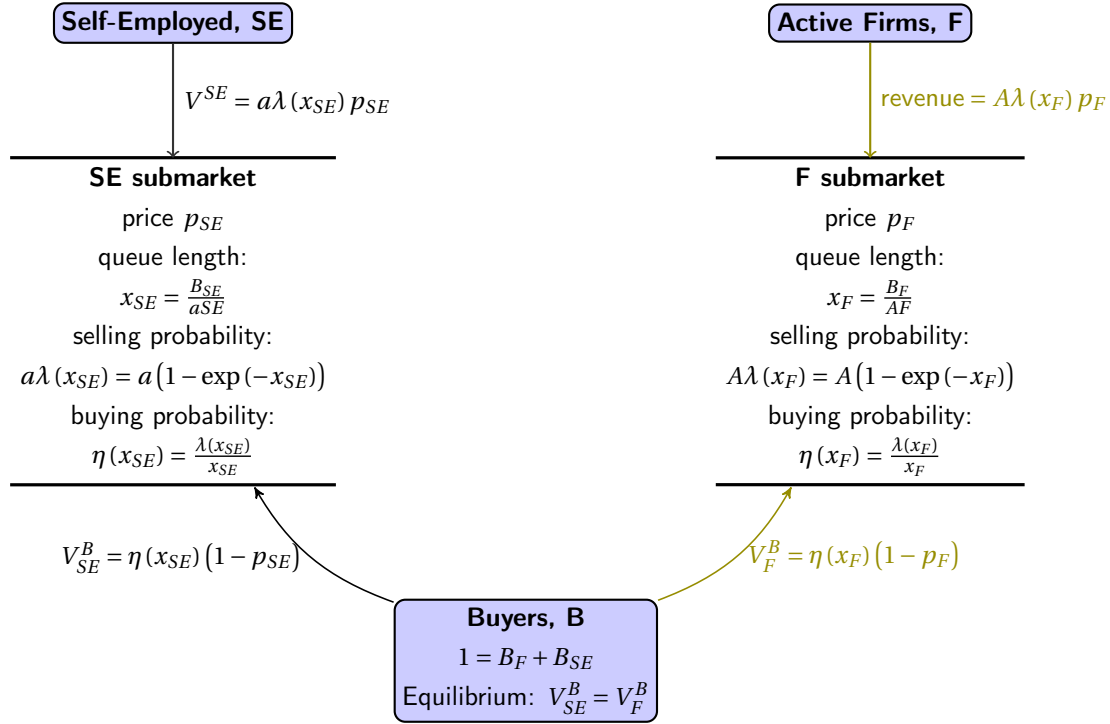 Self-Employed, SE
V^{SE} = aλ(x_{SE}) p_{SE}
SE submarket
price p_{SE}
queue length:
x_{SE} = \frac{B_{SE}}{aSE}
selling probability:
aλ(x_{SE}) = a(1 − exp(−x_{SE}))
buying probability:
η(x_{SE}) = \frac{λ(x_{SE})}{x_{SE}}
V^{B}_{SE} = η(x_{SE})(1 − p_{SE})
Active Firms, F
revenue = Aλ(x_F) p_F
F submarket
price p_F
queue length:
x_F = \frac{B_F}{AF}
selling probability:
Aλ(x_F) = A(1 − exp(−x_F))
buying probability:
η(x_F) = \frac{λ(x_F)}{x_F}
V^{B}_{F} = η(x_F)(1 − p_F)
Buyers, B
1 = B_F + B_{SE}
Equilibrium: V^{B}_{SE} = V^{B}_{F}